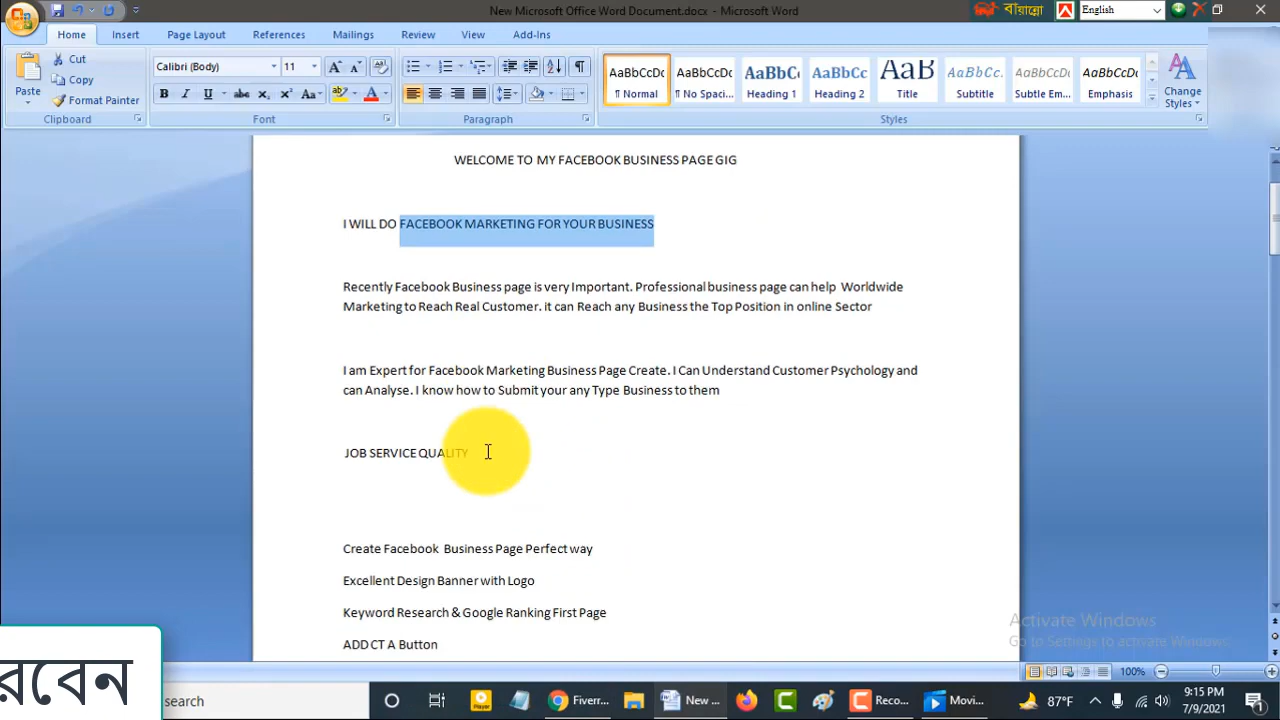 New Microsoft Office Word Document.docx - Microsoft Word
বাঁয়ান্নো English
Home Insert Page Layout References Mailings Review View Add-Ins
Paste Cut Copy Format Painter
Calibri (Body) 11
AaBbCcDc AaBbCcDc AaBbCc AaBbCc AaB AaBbCc. AaBbCcDc AaBbCcDc
¶ Normal ¶ No Spaci... Heading 1 Heading 2 Title Subtitle Subtle Em... Emphasis
Change Styles
Clipboard Font Paragraph Styles
WELCOME TO MY FACEBOOK BUSINESS PAGE GIG
I WILL DO FACEBOOK MARKETING FOR YOUR BUSINESS
Recently Facebook Business page is very Important. Professional business page can help Worldwide
Marketing to Reach Real Customer. it can Reach any Business the Top Position in online Sector
I am Expert for Facebook Marketing Business Page Create. I Can Understand Customer Psychology and
can Analyse. I know how to Submit your any Type Business to them
JOB SERVICE QUALITY
Create Facebook Business Page Perfect way
Excellent Design Banner with Logo
Keyword Research & Google Ranking First Page
ADD CT A Button
Activate Windows
Go to Settings to activate Windows.
100%
রবেন
search Fiverr... New ... Reco... Movi... 87°F
9:15 PM
7/9/2021